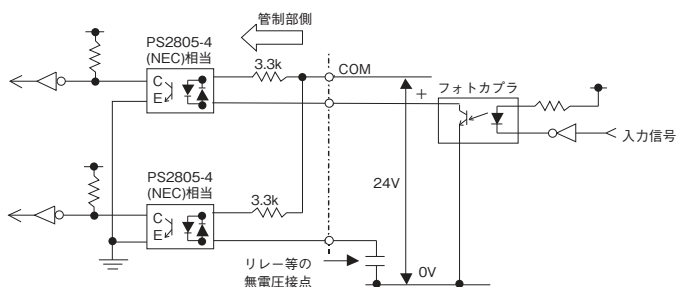 管制部側
PS2805-4
(NEC)相当
3.3k
COM
C
E
+
フォトカプラ
入力信号
PS2805-4
(NEC)相当
3.3k
C
E
24V
リレー等の
無電圧接点
0V